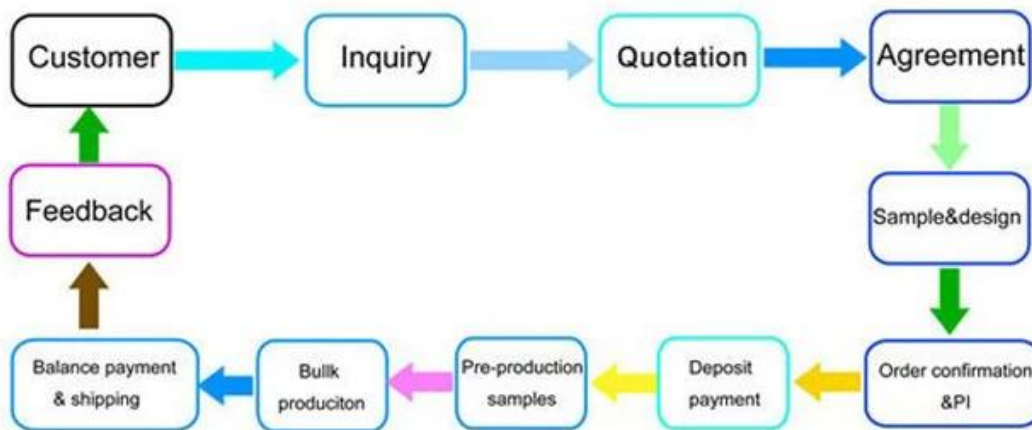 Customer
Inquiry
Quotation
Agreement
Sample&design
Order confirmation
&PI
Deposit
payment
Pre-production
samples
Bullk
produciton
Balance payment
& shipping
Feedback